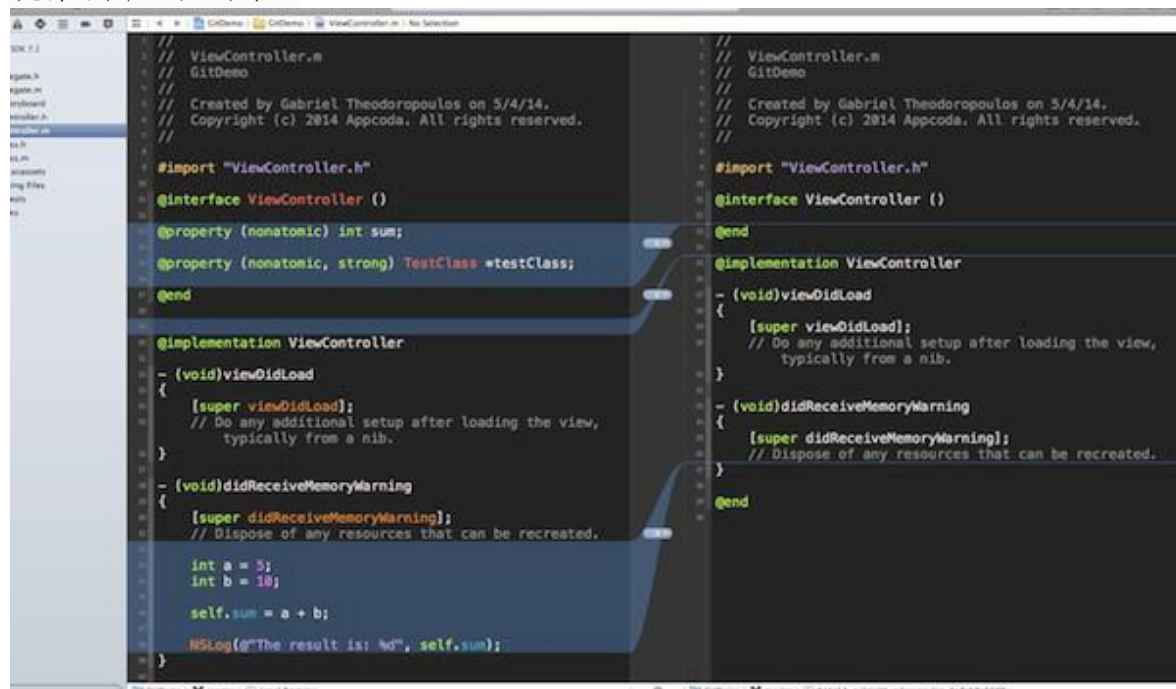 GitDemo GitDemo ViewController.m No Selection
SDK 7.1
//
//  ViewController.m
//  GitDemo
//
//  Created by Gabriel Theodoropoulos on 5/4/14.
//  Copyright (c) 2014 Appcoda. All rights reserved.
//
#import "ViewController.h"
@interface ViewController ()
@property (nonatomic) int sum;
@property (nonatomic, strong) TestClass *testClass;
@end
@implementation ViewController
- (void)viewDidLoad
{
[super viewDidLoad];
// Do any additional setup after loading the view,
typically from a nib.
}
- (void)didReceiveMemoryWarning
{
[super didReceiveMemoryWarning];
// Dispose of any resources that can be recreated.
int a = 5;
int b = 10;
self.sum = a + b;
NSLog(@"The result is: %d", self.sum);
}
//
//  ViewController.m
//  GitDemo
//
//  Created by Gabriel Theodoropoulos on 5/4/14.
//  Copyright (c) 2014 Appcoda. All rights reserved.
//
#import "ViewController.h"
@interface ViewController ()
@end
@implementation ViewController
- (void)viewDidLoad
{
[super viewDidLoad];
// Do any additional setup after loading the view,
typically from a nib.
}
- (void)didReceiveMemoryWarning
{
[super didReceiveMemoryWarning];
// Dispose of any resources that can be recreated.
}
@end